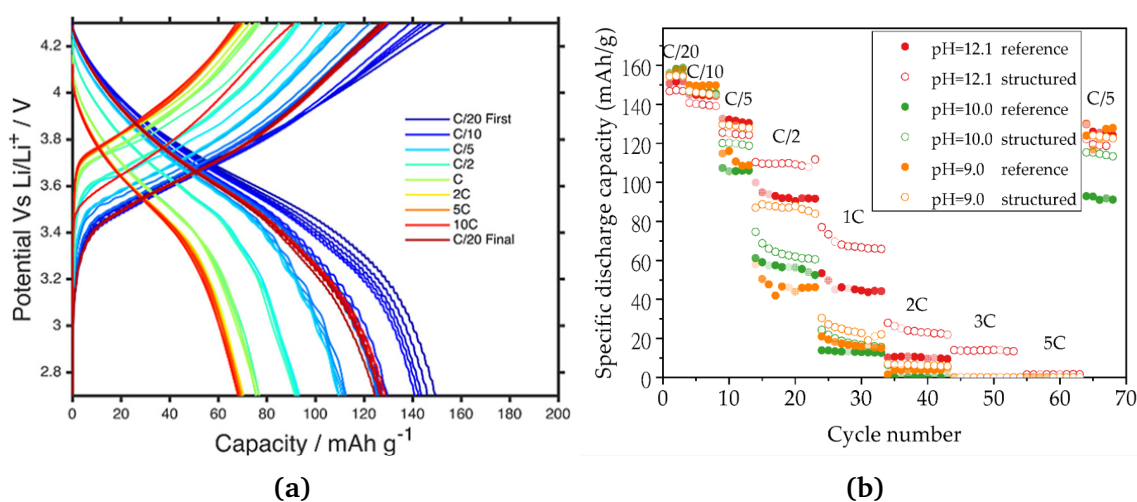 4.2
4
3.8
3.6
3.4
3.2
3
2.8
Potential Vs Li/Li+ / V
0 20 40 60 80 100 120 140 160 180 200
Capacity / mAh g-1
C/20 First
C/10
C/5
C/2
C
2C
5C
10C
C/20 Final
(a)
Specific discharge capacity (mAh/g)
160
140
120
100
80
60
40
20
0
0 10 20 30 40 50 60 70
Cycle number
C/20
C/10
C/5
C/2
1C
2C
3C
5C
C/5
pH=12.1 reference
pH=12.1 structured
pH=10.0 reference
pH=10.0 structured
pH=9.0 reference
pH=9.0 structured
(b)